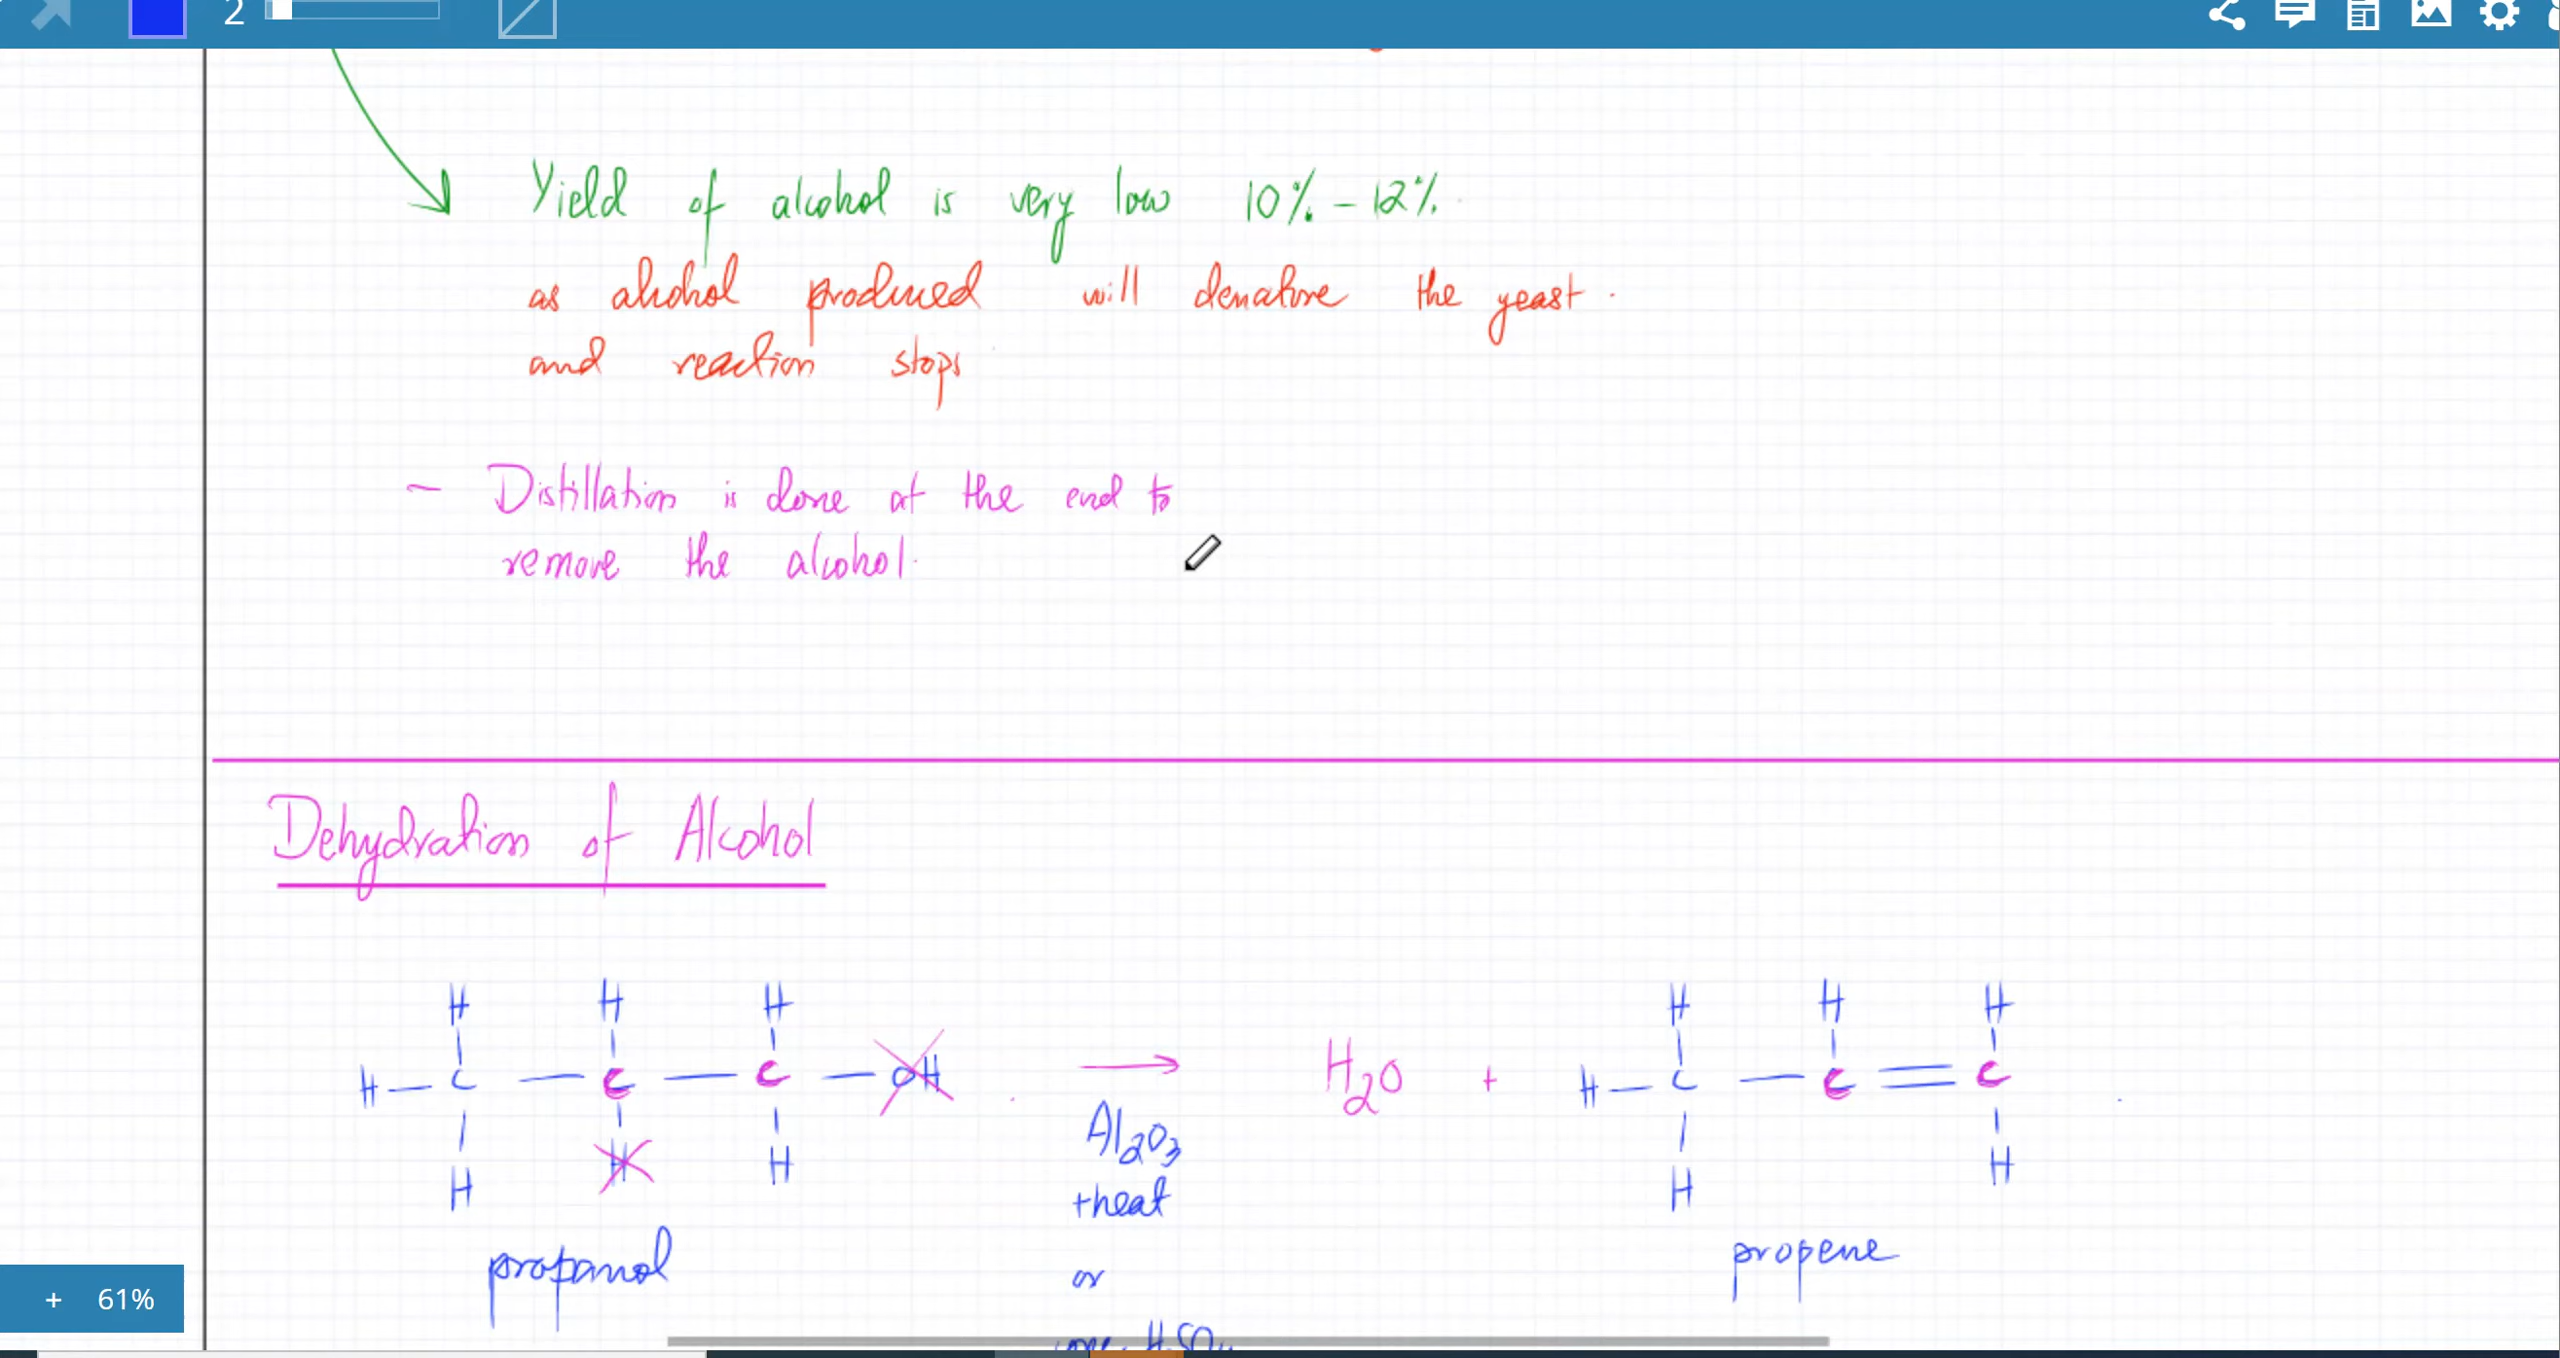 2
Yield of alcohol is very low 10% - 12%
as alcohol produced will denature the yeast.
and reaction stops
- Distillation is done at the end to
remove the alcohol.
Dehydration of Alcohol
H H H H H H
H - C - C - C - OH → H2O + H - C - C = C
Al2O3
H H H H H
+heat
propanol propene
or
+ 61%
conc. H2SO4